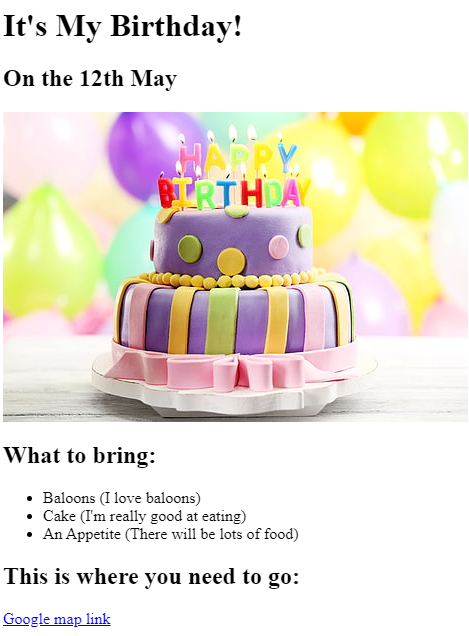 It's My Birthday!
On the 12th May
HAPPY
BIRTHDAY
What to bring:
Baloons (I love baloons)
Cake (I'm really good at eating)
An Appetite (There will be lots of food)
This is where you need to go:
Google map link